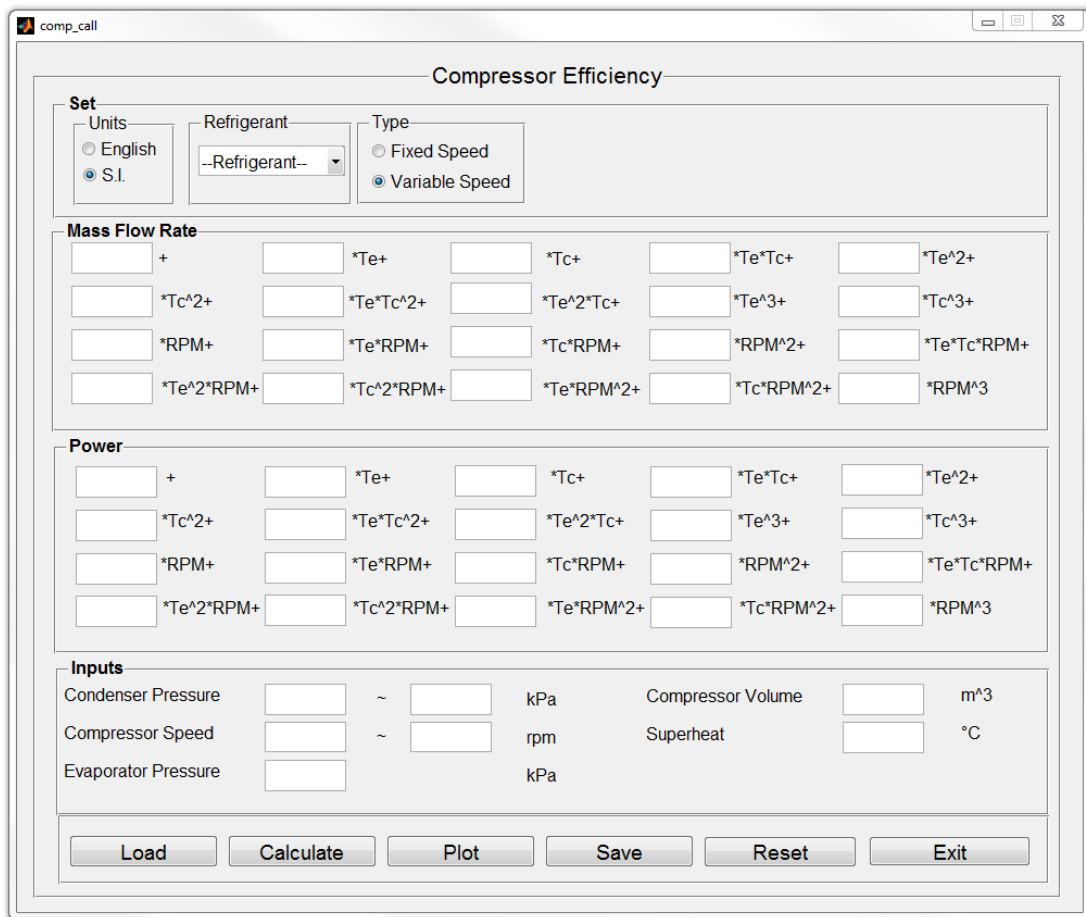 comp_call
Compressor Efficiency
Set
Units Refrigerant Type
English --Refrigerant-- Fixed Speed
S.I. Variable Speed
Mass Flow Rate
+ *Te+ *Tc+ *Te*Tc+ *Te^2+
*Tc^2+ *Te*Tc^2+ *Te^2*Tc+ *Te^3+ *Tc^3+
*RPM+ *Te*RPM+ *Tc*RPM+ *RPM^2+ *Te*Tc*RPM+
*Te^2*RPM+ *Tc^2*RPM+ *Te*RPM^2+ *Tc*RPM^2+ *RPM^3
Power
+ *Te+ *Tc+ *Te*Tc+ *Te^2+
*Tc^2+ *Te*Tc^2+ *Te^2*Tc+ *Te^3+ *Tc^3+
*RPM+ *Te*RPM+ *Tc*RPM+ *RPM^2+ *Te*Tc*RPM+
*Te^2*RPM+ *Tc^2*RPM+ *Te*RPM^2+ *Tc*RPM^2+ *RPM^3
Inputs
Condenser Pressure ~ kPa Compressor Volume m^3
Compressor Speed ~ rpm Superheat °C
Evaporator Pressure kPa
Load Calculate Plot Save Reset Exit